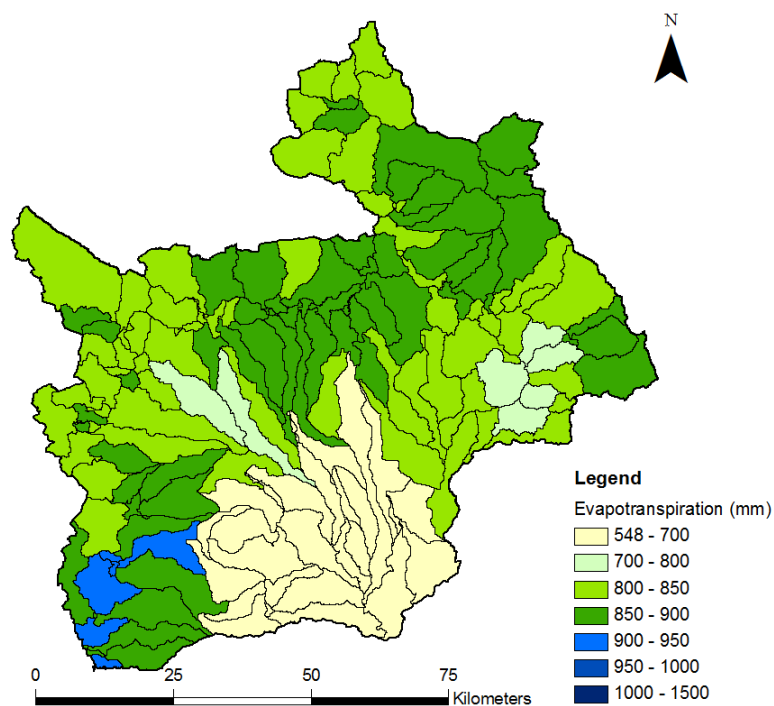 N
Legend
Evapotranspiration (mm)
548 - 700
700 - 800
800 - 850
850 - 900
900 - 950
950 - 1000
1000 - 1500
0 25 50 75
Kilometers